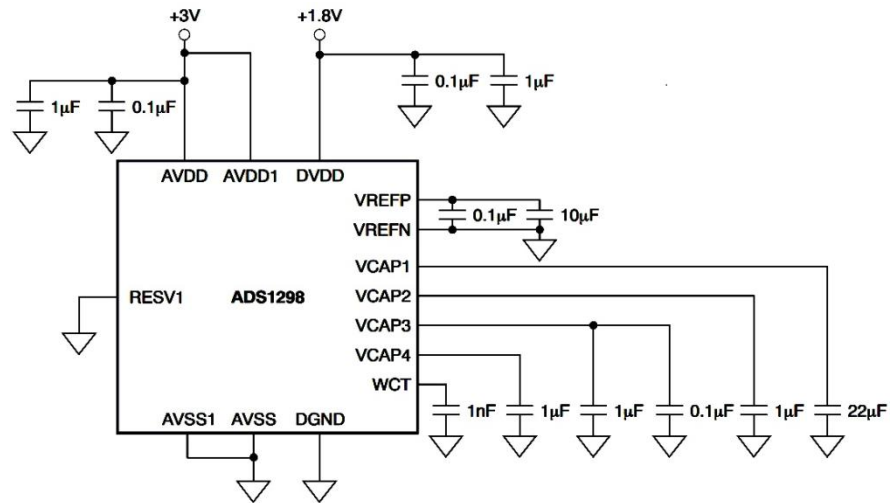 +3V +1.8V
1µF 0.1µF 0.1µF 1µF
AVDD AVDD1 DVDD
VREFP
0.1µF 10µF
VREFN
VCAP1
RESV1 ADS1298 VCAP2
VCAP3
VCAP4
WCT
1nF 1µF 1µF 0.1µF 1µF 22µF
AVSS1 AVSS DGND